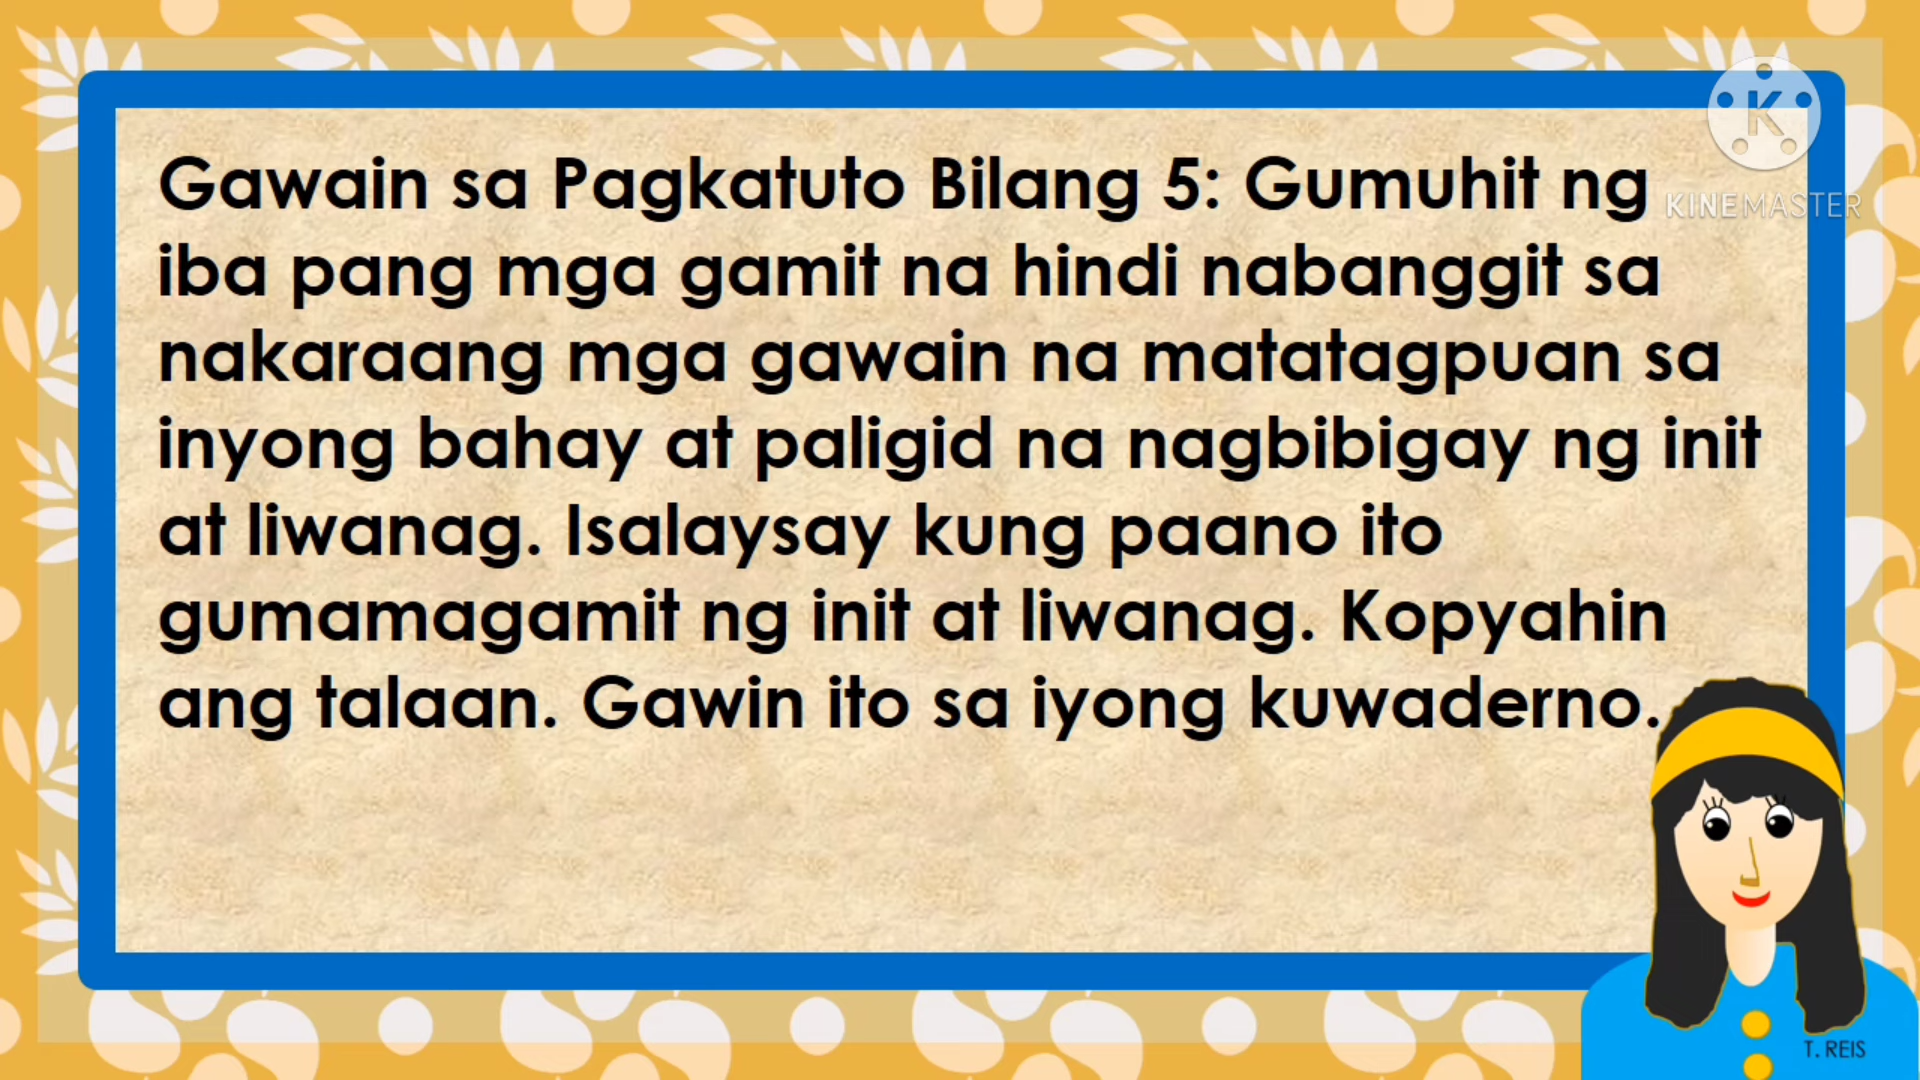 Gawain sa Pagkatuto Bilang 5: Gumuhit ng
iba pang mga gamit na hindi nabanggit sa
nakaraang mga gawain na matatagpuan sa
inyong bahay at paligid na nagbibigay ng init
at liwanag. Isalaysay kung paano ito
gumamagamit ng init at liwanag. Kopyahin
ang talaan. Gawin ito sa iyong kuwaderno.
K
KINEMASTER
T. REIS